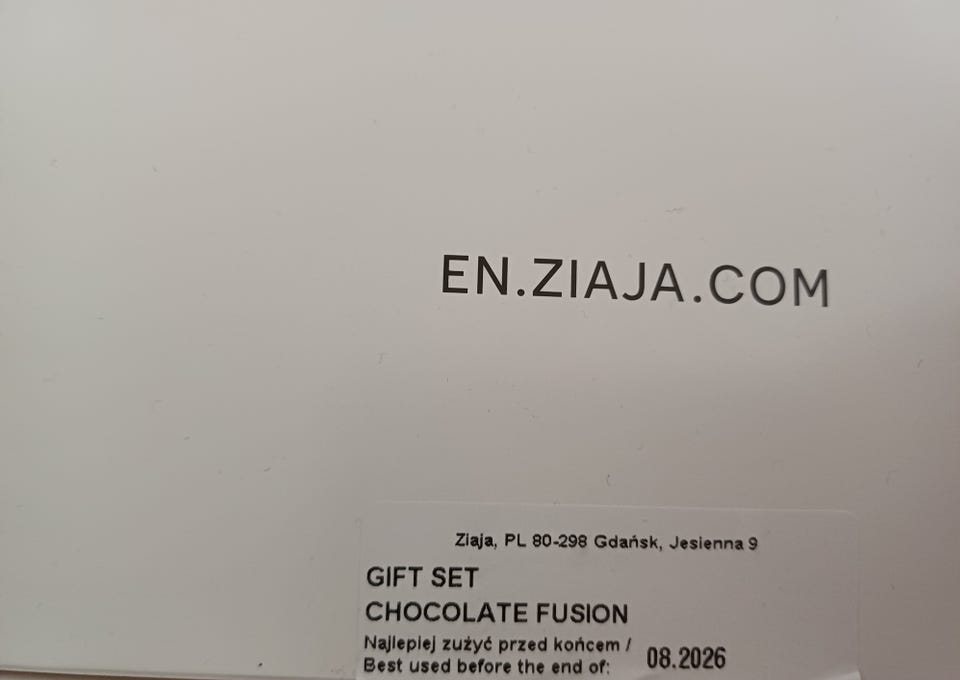 EN.ZIAJA.COM
Ziaja, PL 80-298 Gdańsk, Jesienna 9
GIFT SET
CHOCOLATE FUSION
Najlepiej zużyć przed końcem /
Best used before the end of: 08.2026